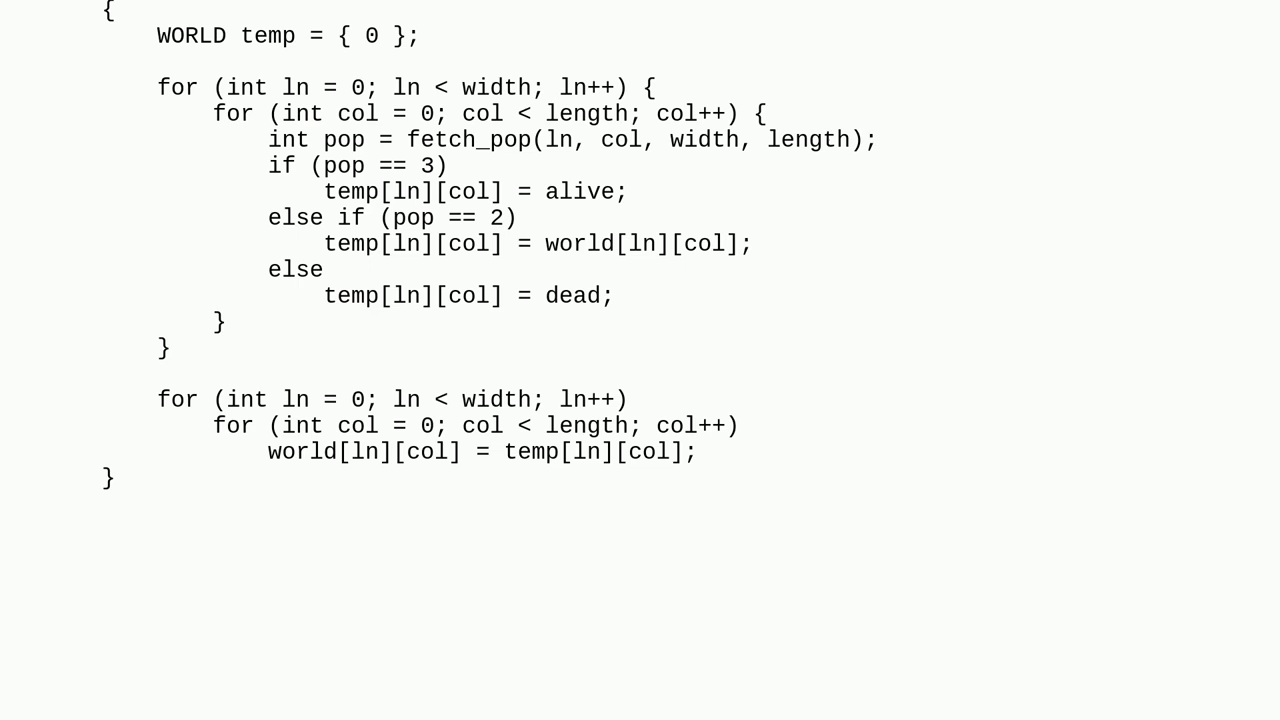 {
    WORLD temp = { 0 };

    for (int ln = 0; ln < width; ln++) {
        for (int col = 0; col < length; col++) {
            int pop = fetch_pop(ln, col, width, length);
            if (pop == 3)
                temp[ln][col] = alive;
            else if (pop == 2)
                temp[ln][col] = world[ln][col];
            else
                temp[ln][col] = dead;
        }
    }

    for (int ln = 0; ln < width; ln++)
        for (int col = 0; col < length; col++)
            world[ln][col] = temp[ln][col];
}